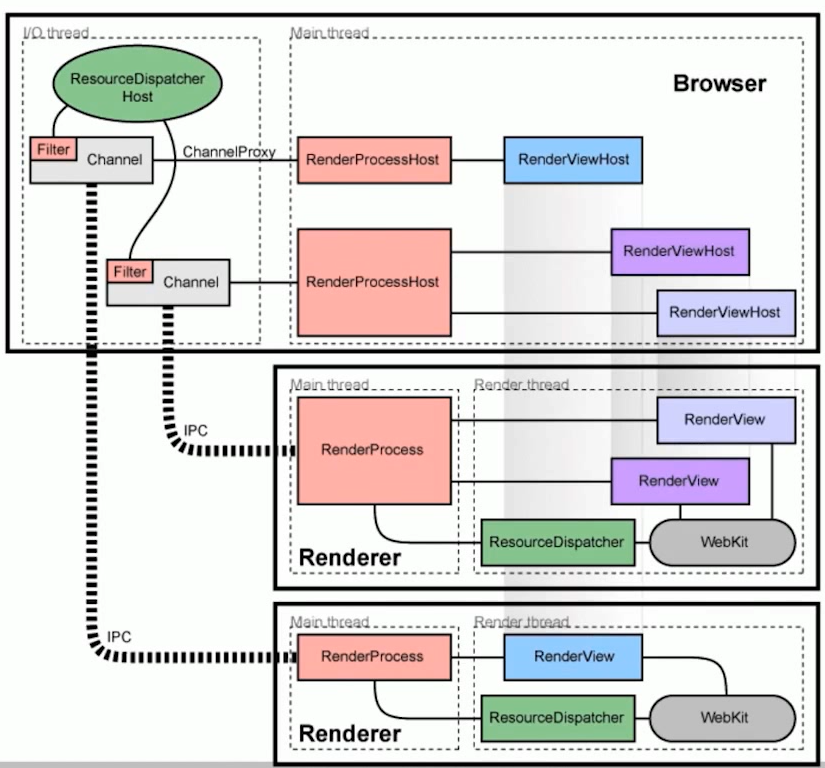 I/O thread
Main thread
ResourceDispatcher
Host
Browser
Filter
Channel
ChannelProxy
RenderProcessHost
RenderViewHost
RenderViewHost
Filter
Channel
RenderProcessHost
RenderViewHost
Main thread
Render thread
RenderView
IPC
RenderProcess
RenderView
ResourceDispatcher
WebKit
Renderer
Main thread
Render thread
IPC
RenderProcess
RenderView
ResourceDispatcher
WebKit
Renderer